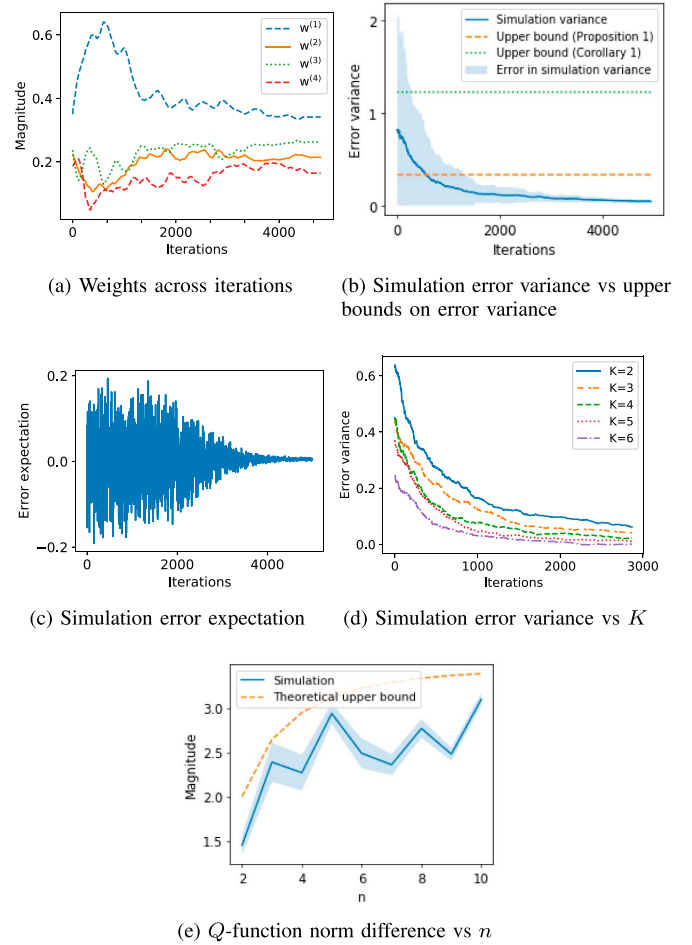 w(1)
w(2)
w(3)
w(4)
0.6
0.4
0.2
Magnitude
0
2000
4000
Iterations
(a) Weights across iterations
Simulation variance
Upper bound (Proposition 1)
Upper bound (Corollary 1)
Error in simulation variance
2
1
0
Error variance
0
2000
4000
Iterations
(b) Simulation error variance vs upper
bounds on error variance
0.2
0.0
−0.2
Error expectation
0
2000
4000
Iterations
(c) Simulation error expectation
K=2
K=3
K=4
K=5
K=6
0.6
0.4
0.2
0.0
Error variance
0
1000
2000
3000
Iterations
(d) Simulation error variance vs K
Simulation
Theoretical upper bound
3.0
2.5
2.0
1.5
Magnitude
2
4
6
8
10
n
(e) Q-function norm difference vs n